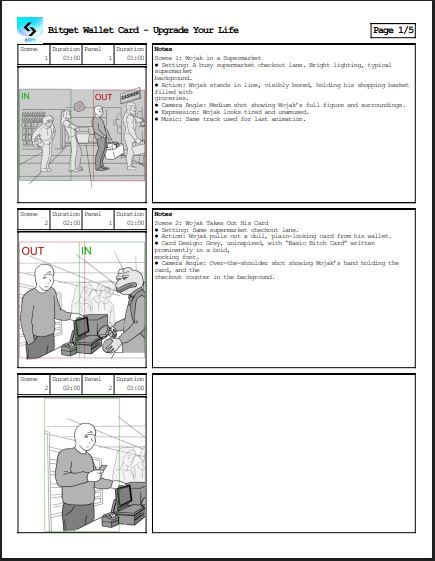 Bitget Wallet Card - Upgrade Your Life
Page 1/5
Scene
1
Duration
01:00
Panel
1
Duration
01:00
IN
OUT
CASHIER
Notes
Scene 1: Wojak in a Supermarket
● Setting: A busy supermarket checkout lane. Bright lighting, typical
supermarket
background.
● Action: Wojak stands in line, visibly bored, holding his shopping basket
filled with
groceries.
● Camera Angle: Medium shot showing Wojak's full figure and surroundings.
● Expression: Wojak looks tired and unamused.
● Music: Same track used for last animation.
Scene
2
Duration
02:00
Panel
1
Duration
01:00
OUT
IN
Notes
Scene 2: Wojak Takes Out His Card
● Setting: Same supermarket checkout lane.
● Action: Wojak pulls out a dull, plain-looking card from his wallet.
● Card Design: Grey, uninspired, with "Basic Bitch Card" written
prominently in a bold,
mocking font.
● Camera Angle: Over-the-shoulder shot showing Wojak's hand holding the
card, and the
checkout counter in the background.
Scene
2
Duration
02:00
Panel
2
Duration
01:00